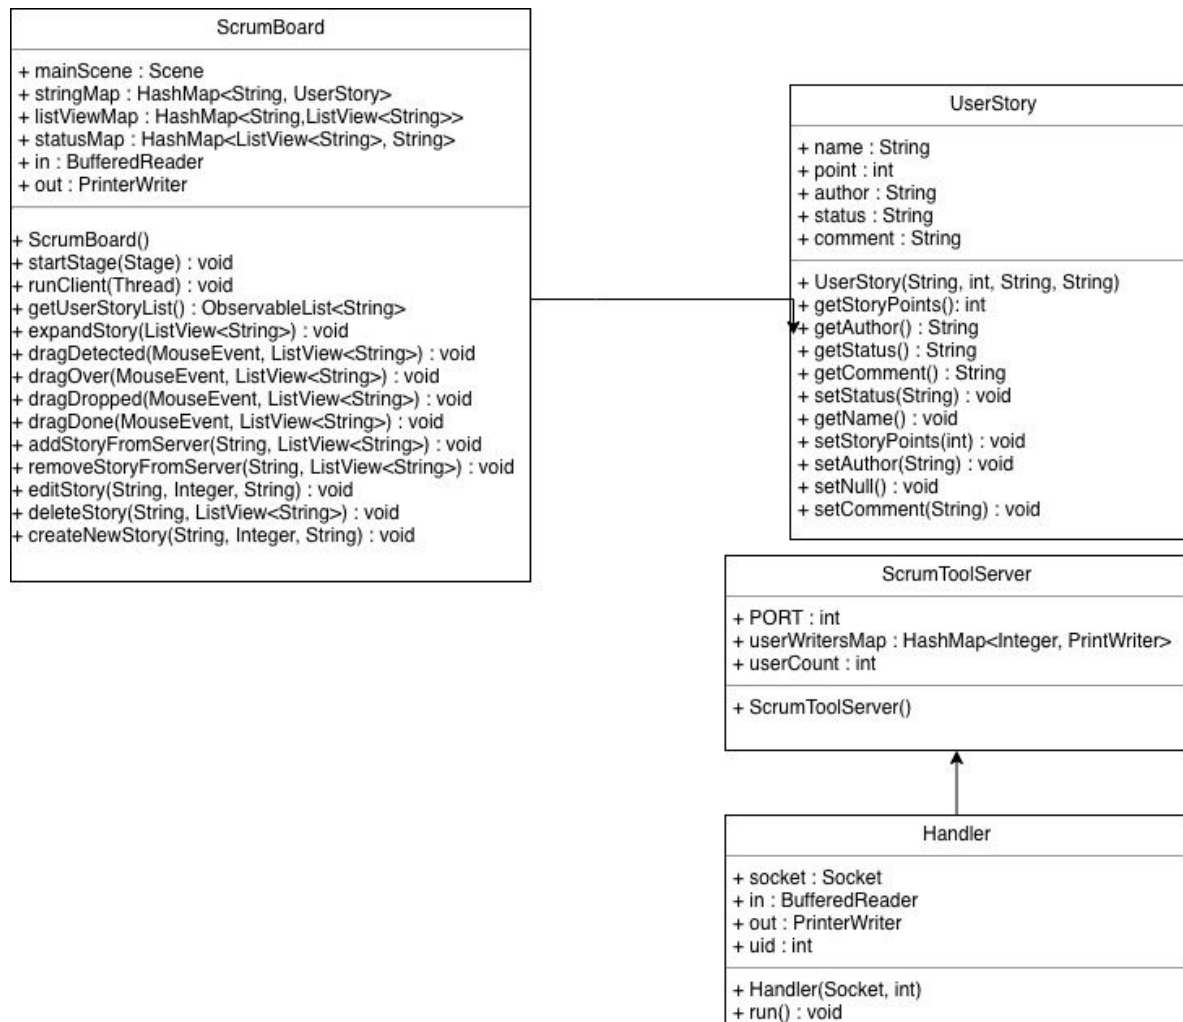 ScrumBoard
+ mainScene : Scene
+ stringMap : HashMap<String, UserStory>
+ listViewMap : HashMap<String,ListView<String>>
+ statusMap : HashMap<ListView<String>, String>
+ in : BufferedReader
+ out : PrinterWriter
+ ScrumBoard()
+ startStage(Stage) : void
+ runClient(Thread) : void
+ getUserStoryList() : ObservableList<String>
+ expandStory(ListView<String>) : void
+ dragDetected(MouseEvent, ListView<String>) : void
+ dragOver(MouseEvent, ListView<String>) : void
+ dragDropped(MouseEvent, ListView<String>) : void
+ dragDone(MouseEvent, ListView<String>) : void
+ addStoryFromServer(String, ListView<String>) : void
+ removeStoryFromServer(String, ListView<String>) : void
+ editStory(String, Integer, String) : void
+ deleteStory(String, ListView<String>) : void
+ createNewStory(String, Integer, String) : void
UserStory
+ name : String
+ point : int
+ author : String
+ status : String
+ comment : String
+ UserStory(String, int, String, String)
+ getStoryPoints(): int
+ getAuthor() : String
+ getStatus() : String
+ getComment() : String
+ setStatus(String) : void
+ getName() : void
+ setStoryPoints(int) : void
+ setAuthor(String) : void
+ setNull() : void
+ setComment(String) : void
ScrumToolServer
+ PORT : int
+ userWritersMap : HashMap<Integer, PrintWriter>
+ userCount : int
+ ScrumToolServer()
Handler
+ socket : Socket
+ in : BufferedReader
+ out : PrinterWriter
+ uid : int
+ Handler(Socket, int)
+ run() : void